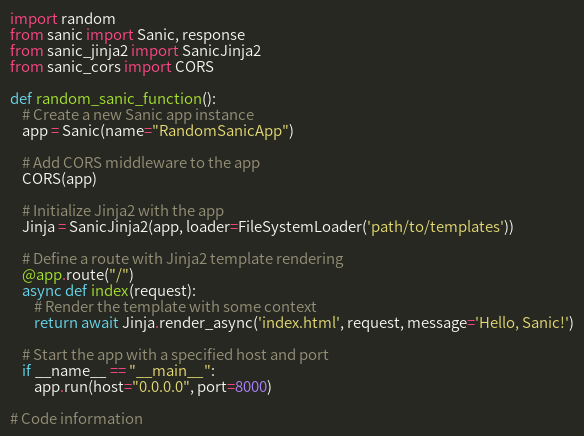 import random
from sanic import Sanic, response
from sanic_jinja2 import SanicJinja2
from sanic_cors import CORS

def random_sanic_function():
    # Create a new Sanic app instance
    app = Sanic(name="RandomSanicApp")

    # Add CORS middleware to the app
    CORS(app)

    # Initialize Jinja2 with the app
    Jinja = SanicJinja2(app, loader=FileSystemLoader('path/to/templates'))

    # Define a route with Jinja2 template rendering
    @app.route("/")
    async def index(request):
        # Render the template with some context
        return await Jinja.render_async('index.html', request, message='Hello, Sanic!')

    # Start the app with a specified host and port
    if __name__ == "__main__":
        app.run(host="0.0.0.0", port=8000)

# Code information